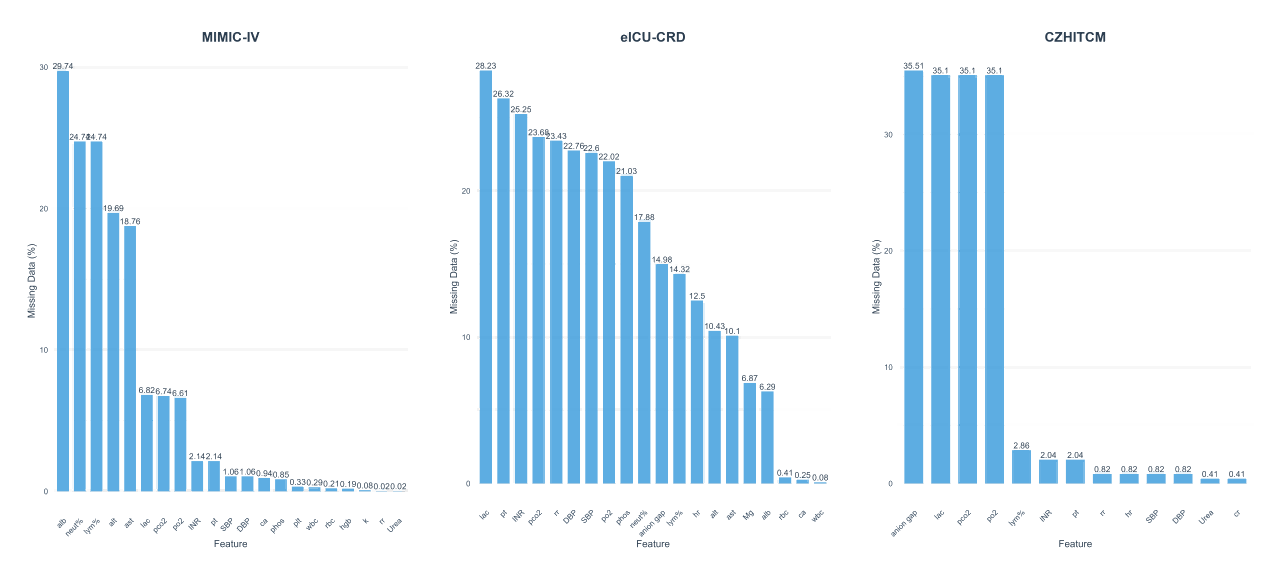 MIMIC-IV
Missing Data (%)
30
20
10
0
29.74
24.74
24.74
19.69
18.76
6.82
6.74
6.61
2.14
2.14
1.06
1.06
0.94
0.85
0.33
0.29
0.21
0.19
0.08
0.02
0.02
alb
neut%
lym%
alt
ast
lac
pco2
po2
INR
pt
SBP
DBP
ca
phos
plt
wbc
rbc
hgb
k
rr
Urea
Feature
eICU-CRD
Missing Data (%)
20
10
0
28.23
26.32
25.25
23.68
23.43
22.76
22.6
22.02
21.03
17.88
14.98
14.32
12.5
10.43
10.1
6.87
6.29
0.41
0.25
0.08
lac
pt
INR
pco2
rr
DBP
SBP
po2
phos
neut%
anion gap
lym%
hr
alt
ast
Mg
alb
rbc
ca
wbc
Feature
CZHITCM
Missing Data (%)
30
20
10
0
35.51
35.1
35.1
35.1
2.86
2.04
2.04
0.82
0.82
0.82
0.82
0.41
0.41
anion gap
lac
pco2
po2
lym%
INR
pt
rr
hr
SBP
DBP
Urea
cr
Feature